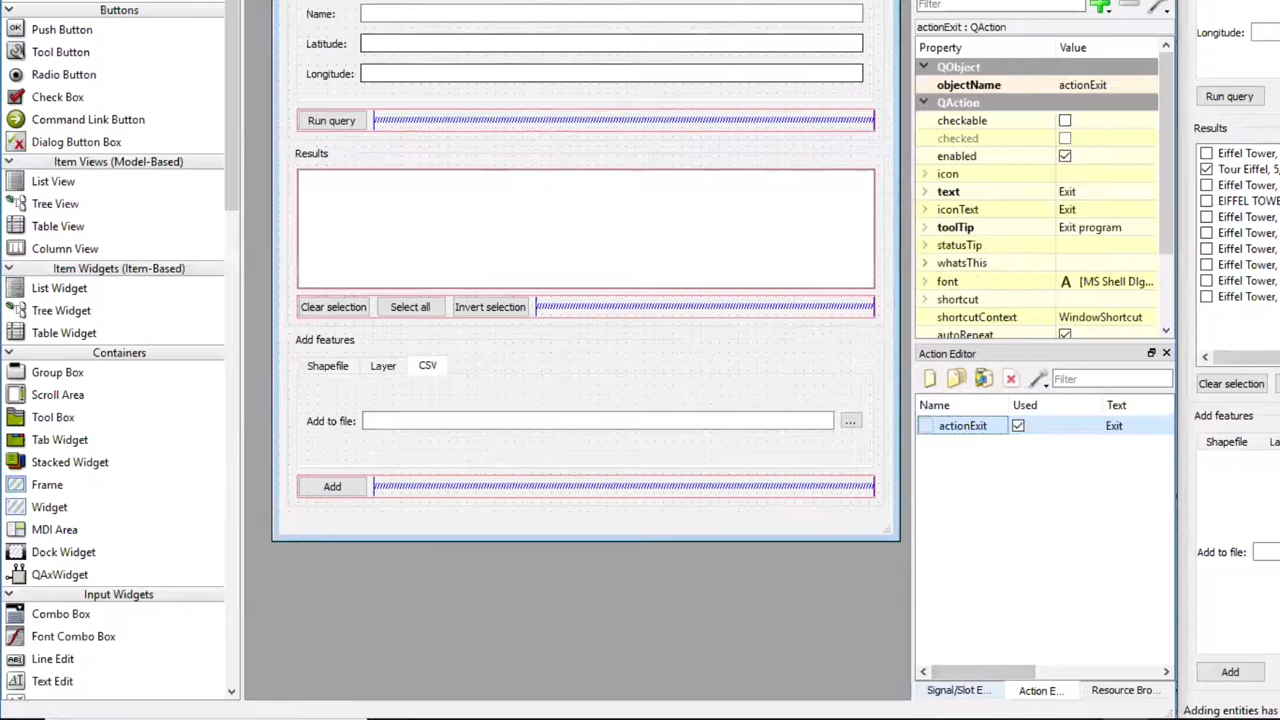 Buttons
Push Button
Tool Button
Radio Button
Check Box
Command Link Button
Dialog Button Box
Item Views (Model-Based)
List View
Tree View
Table View
Column View
Item Widgets (Item-Based)
List Widget
Tree Widget
Table Widget
Containers
Group Box
Scroll Area
Tool Box
Tab Widget
Stacked Widget
Frame
Widget
MDI Area
Dock Widget
QAxWidget
Input Widgets
Combo Box
Font Combo Box
Line Edit
Text Edit
Name:
Latitude:
Longitude:
Run query
Results
Clear selection Select all Invert selection
Add features
Shapefile Layer CSV
Add to file: ...
Add
Filter
actionExit : QAction
Property Value
QObject
objectName actionExit
QAction
checkable
checked
enabled
icon
text Exit
iconText Exit
toolTip Exit program
statusTip
whatsThis
font A [MS Shell Dlg...
shortcut
shortcutContext WindowShortcut
autoRepeat
Action Editor
Filter
Name Used Text
actionExit Exit
Signal/Slot E... Action E... Resource Bro...
Longitude:
Run query
Results
Eiffel Tower,
Tour Eiffel, 5,
Eiffel Tower,
EIFFEL TOWE
Eiffel Tower,
Eiffel Tower,
Eiffel Tower,
Eiffel Tower,
Eiffel Tower,
Eiffel Tower,
Clear selection
Add features
Shapefile La
Add to file:
Add
Adding entities has